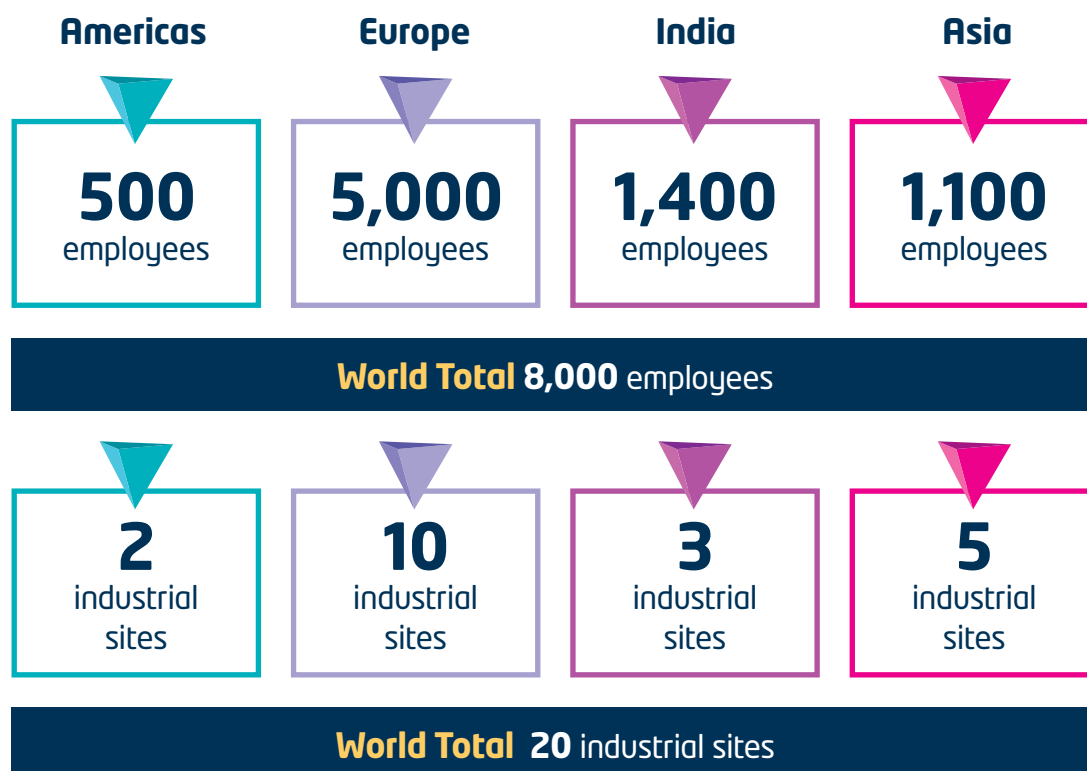 Americas Europe India Asia
500 5,000 1,400 1,100
employees employees employees employees
World Total 8,000 employees
2 10 3 5
industrial industrial industrial industrial
sites sites sites sites
World Total 20 industrial sites